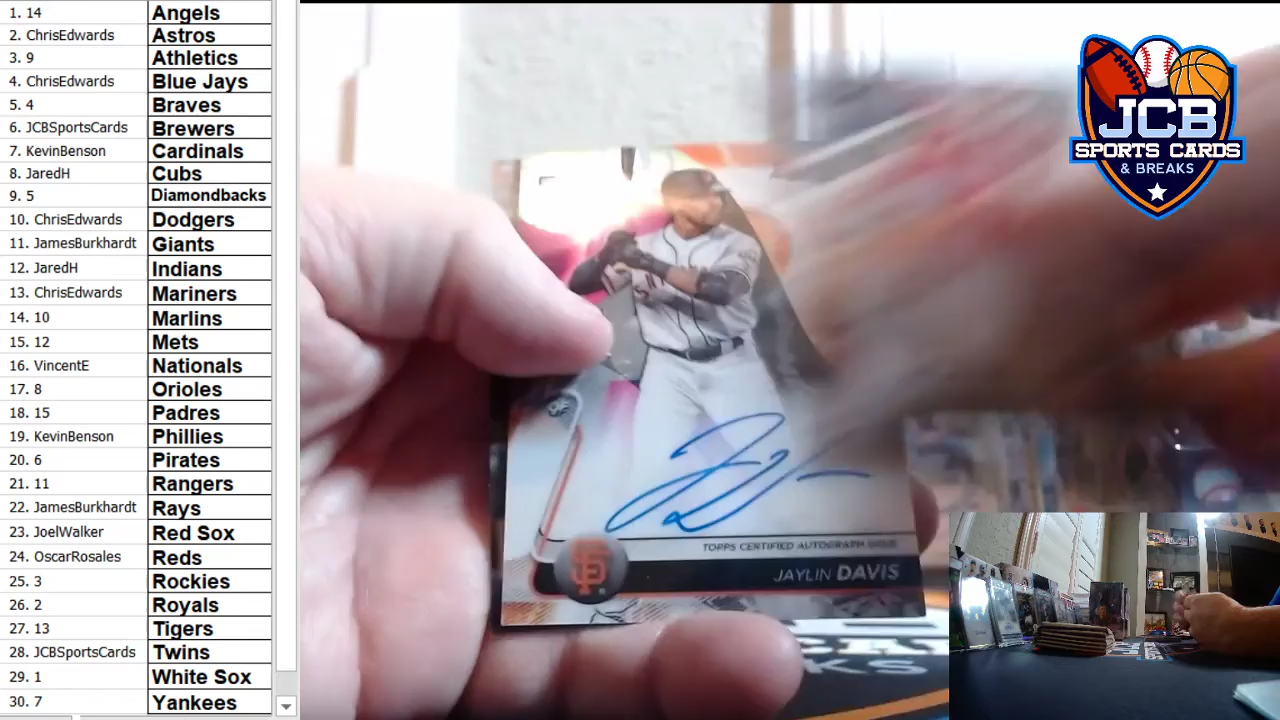 1. 14 Angels
2. ChrisEdwards Astros
3. 9 Athletics
4. ChrisEdwards Blue Jays
5. 4 Braves
6. JCBSportsCards Brewers
7. KevinBenson Cardinals
8. JaredH Cubs
9. 5 Diamondbacks
10. ChrisEdwards Dodgers
11. JamesBurkhardt Giants
12. JaredH Indians
13. ChrisEdwards Mariners
14. 10 Marlins
15. 12 Mets
16. VincentE Nationals
17. 8 Orioles
18. 15 Padres
19. KevinBenson Phillies
20. 6 Pirates
21. 11 Rangers
22. JamesBurkhardt Rays
23. JoelWalker Red Sox
24. OscarRosales Reds
25. 3 Rockies
26. 2 Royals
27. 13 Tigers
28. JCBSportsCards Twins
29. 1 White Sox
30. 7 Yankees
JCB
SPORTS CARDS
& BREAKS
TOPPS CERTIFIED AUTOGRAPH ISSUE
SF
JAYLIN DAVIS